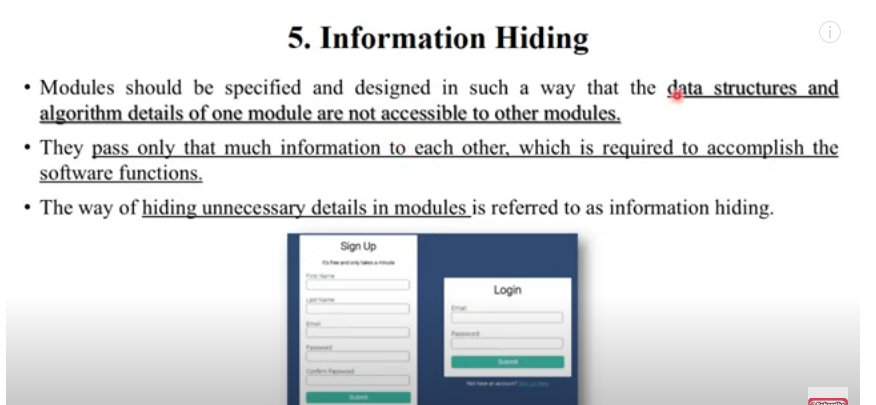 5. Information Hiding
• Modules should be specified and designed in such a way that the data structures and
algorithm details of one module are not accessible to other modules.
• They pass only that much information to each other, which is required to accomplish the
software functions.
• The way of hiding unnecessary details in modules is referred to as information hiding.
Sign Up
It's free and only takes a minute
First Name
Last Name
Email
Password
Confirm Password
Submit
Login
Email
Password
Submit
Not have an account? Sign Up Here